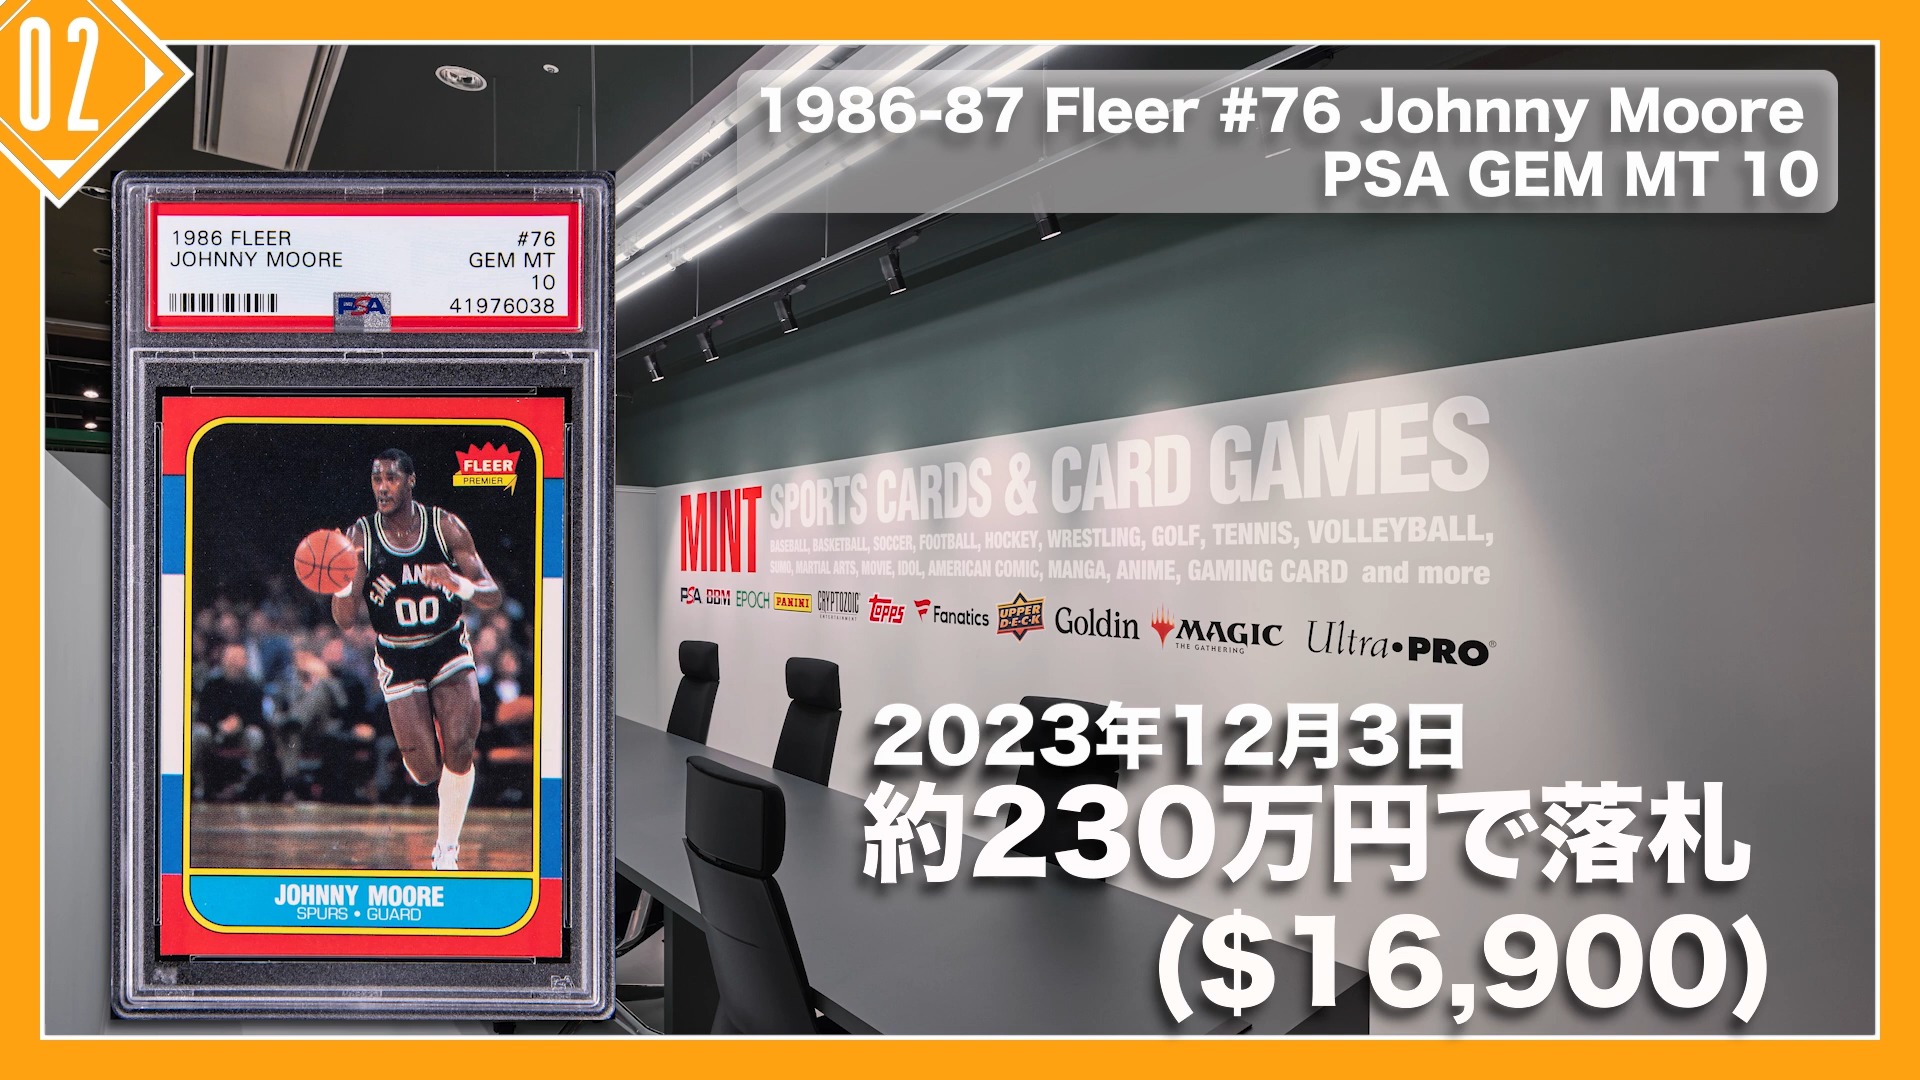 02
1986-87 Fleer #76 Johnny Moore
PSA GEM MT 10
1986 FLEER #76
JOHNNY MOORE GEM MT
10
PSA 41976038
FLEER
PREMIER
SAN AN
00
JOHNNY MOORE
SPURS • GUARD
MINT SPORTS CARDS & CARD GAMES
BASEBALL, BASKETBALL, SOCCER, FOOTBALL, HOCKEY, WRESTLING, GOLF, TENNIS, VOLLEYBALL,
SUMO, MARTIAL ARTS, MOVIE, IDOL, AMERICAN COMIC, MANGA, ANIME, GAMING CARD and more
PSA BBM EPOCH PANINI CRYPTOZOIC ENTERTAINMENT Topps Fanatics UPPER DECK Goldin MAGIC THE GATHERING Ultra•PRO®
2023年12月3日
約230万円で落札
($16,900)